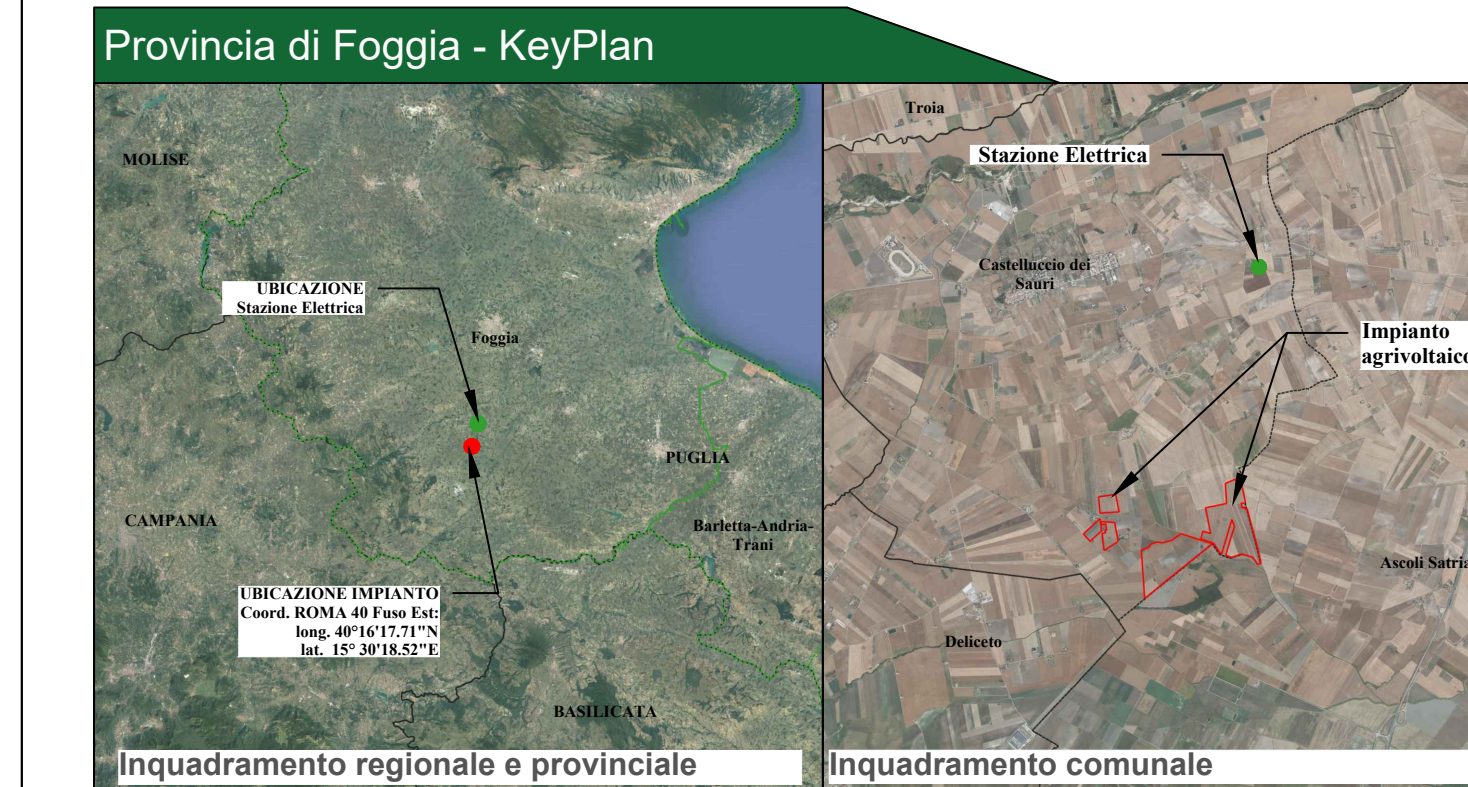 Provincia di Foggia - KeyPlan
MOLISE
UBICAZIONE
Stazione Elettrica
Foggia
PUGLIA
CAMPANIA
Barletta-Andria-
Trani
UBICAZIONE IMPIANTO
Coord. ROMA 40 Fuso Est:
long. 40°16'17.71"N
lat. 15° 30'18.52"E
BASILICATA
Inquadramento regionale e provinciale
Troia
Stazione Elettrica
Castelluccio dei
Sauri
Impianto
agrivoltaico
Ascoli Satria
Deliceto
Inquadramento comunale